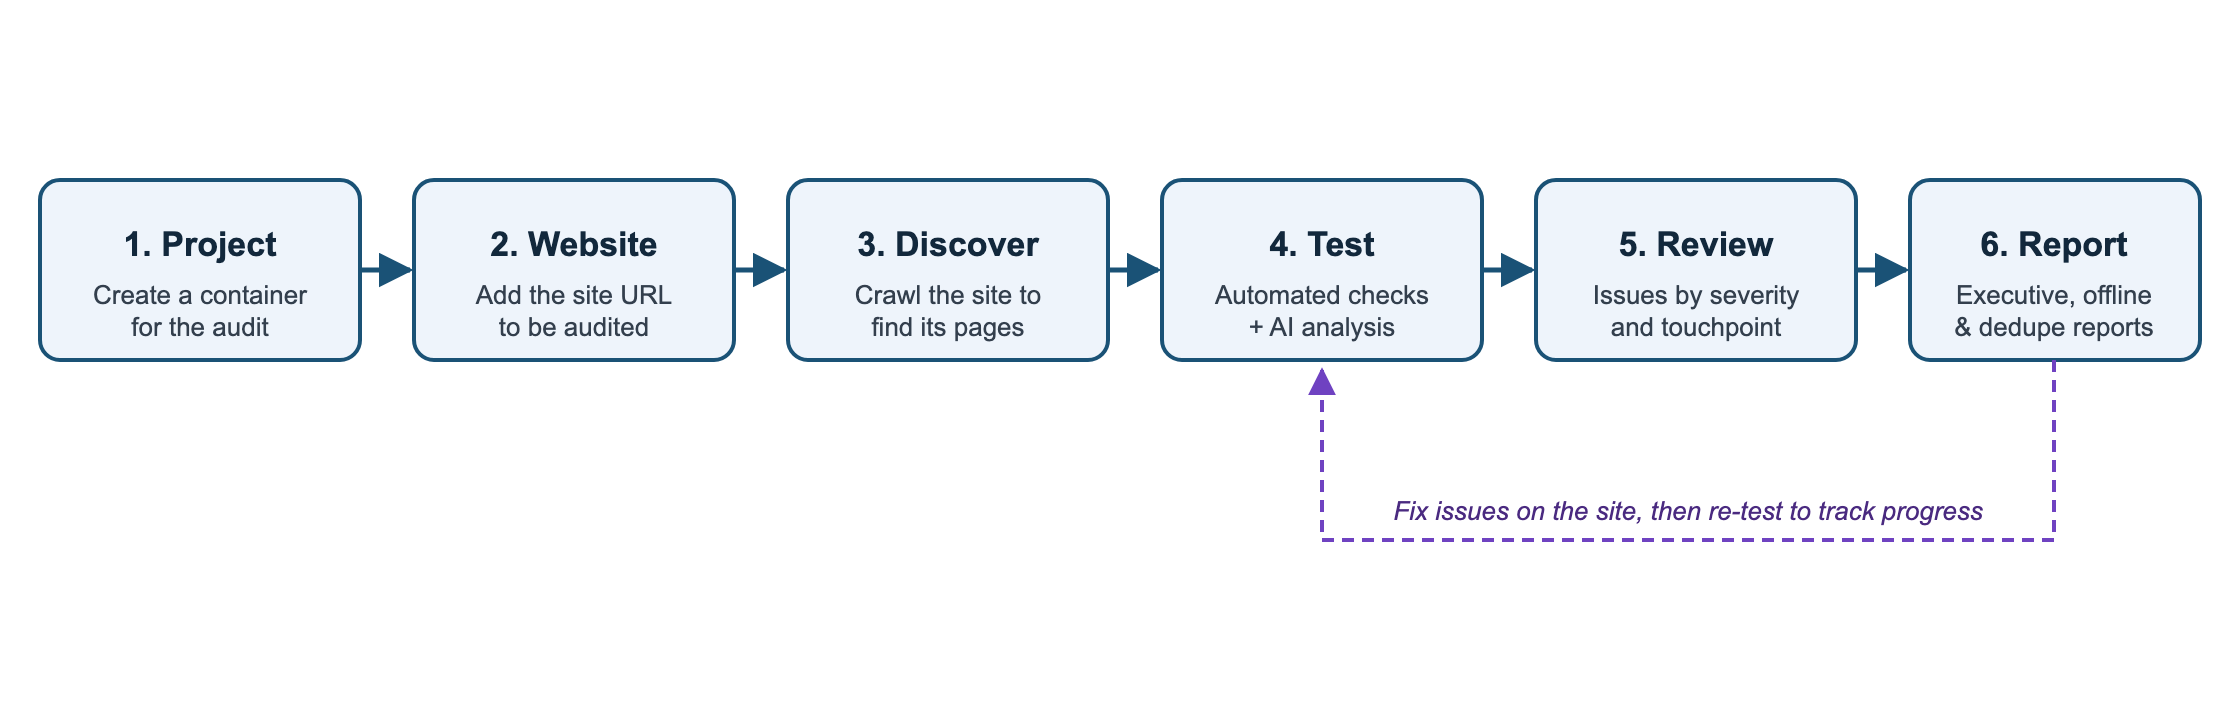 1. Project
Create a container
for the audit
2. Website
Add the site URL
to be audited
3. Discover
Crawl the site to
find its pages
4. Test
Automated checks
+ AI analysis
5. Review
Issues by severity
and touchpoint
6. Report
Executive, offline
& dedupe reports
Fix issues on the site, then re-test to track progress